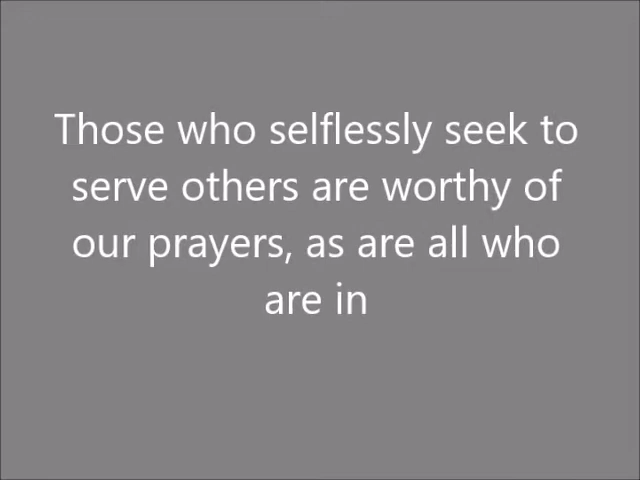 Those who selflessly seek to
serve others are worthy of
our prayers, as are all who
are in